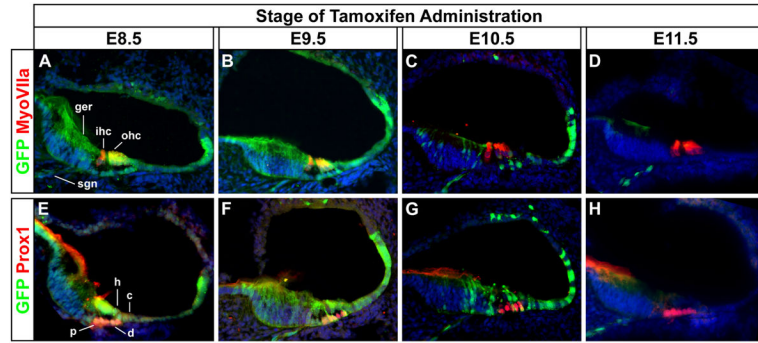 Stage of Tamoxifen Administration
E8.5 E9.5 E10.5 E11.5
GFP MyoVIIa
A B C D
ger
ihc ohc
sgn
GFP Prox1
E F G H
h
c
p d